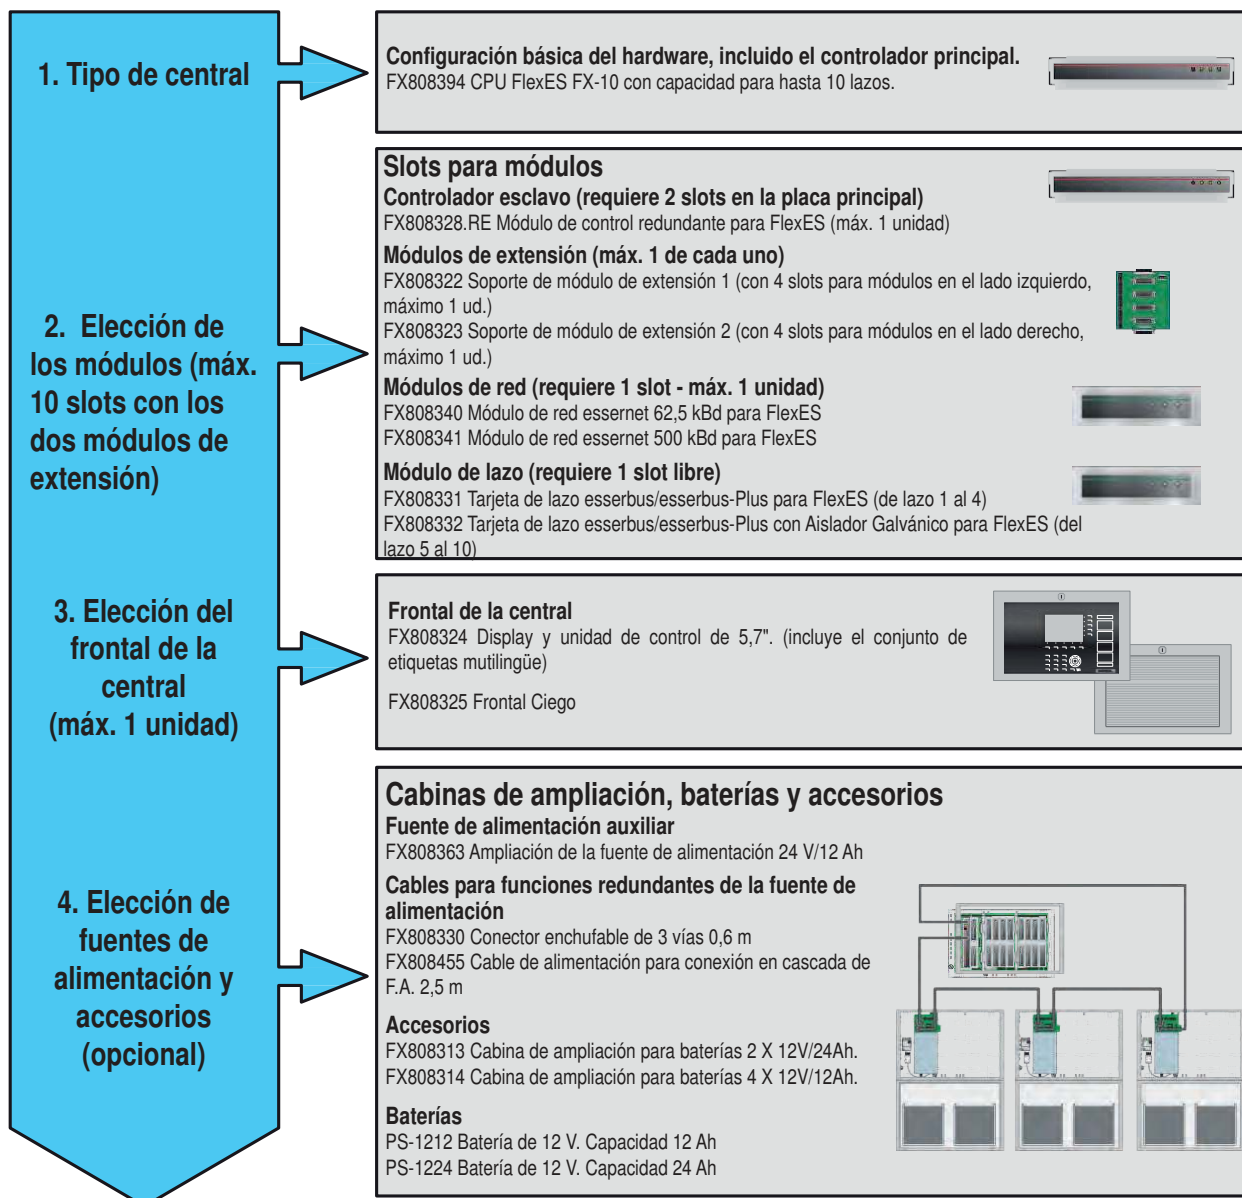 1. Tipo de central
Configuración básica del hardware, incluido el controlador principal.
FX808394 CPU FlexES FX-10 con capacidad para hasta 10 lazos.
2. Elección de
los módulos (máx.
10 slots con los
dos módulos de
extensión)
Slots para módulos
Controlador esclavo (requiere 2 slots en la placa principal)
FX808328.RE Módulo de control redundante para FlexES (máx. 1 unidad)
Módulos de extensión (máx. 1 de cada uno)
FX808322 Soporte de módulo de extensión 1 (con 4 slots para módulos en el lado izquierdo,
máximo 1 ud.)
FX808323 Soporte de módulo de extensión 2 (con 4 slots para módulos en el lado derecho,
máximo 1 ud.)
Módulos de red (requiere 1 slot - máx. 1 unidad)
FX808340 Módulo de red essernet 62,5 kBd para FlexES
FX808341 Módulo de red essernet 500 kBd para FlexES
Módulo de lazo (requiere 1 slot libre)
FX808331 Tarjeta de lazo esserbus/esserbus-Plus para FlexES (de lazo 1 al 4)
FX808332 Tarjeta de lazo esserbus/esserbus-Plus con Aislador Galvánico para FlexES (del
lazo 5 al 10)
3. Elección del
frontal de la
central
(máx. 1 unidad)
Frontal de la central
FX808324 Display y unidad de control de 5,7". (incluye el conjunto de
etiquetas mutilingüe)
FX808325 Frontal Ciego
4. Elección de
fuentes de
alimentación y
accesorios
(opcional)
Cabinas de ampliación, baterías y accesorios
Fuente de alimentación auxiliar
FX808363 Ampliación de la fuente de alimentación 24 V/12 Ah
Cables para funciones redundantes de la fuente de
alimentación
FX808330 Conector enchufable de 3 vías 0,6 m
FX808455 Cable de alimentación para conexión en cascada de
F.A. 2,5 m
Accesorios
FX808313 Cabina de ampliación para baterías 2 X 12V/24Ah.
FX808314 Cabina de ampliación para baterías 4 X 12V/12Ah.
Baterías
PS-1212 Batería de 12 V. Capacidad 12 Ah
PS-1224 Batería de 12 V. Capacidad 24 Ah